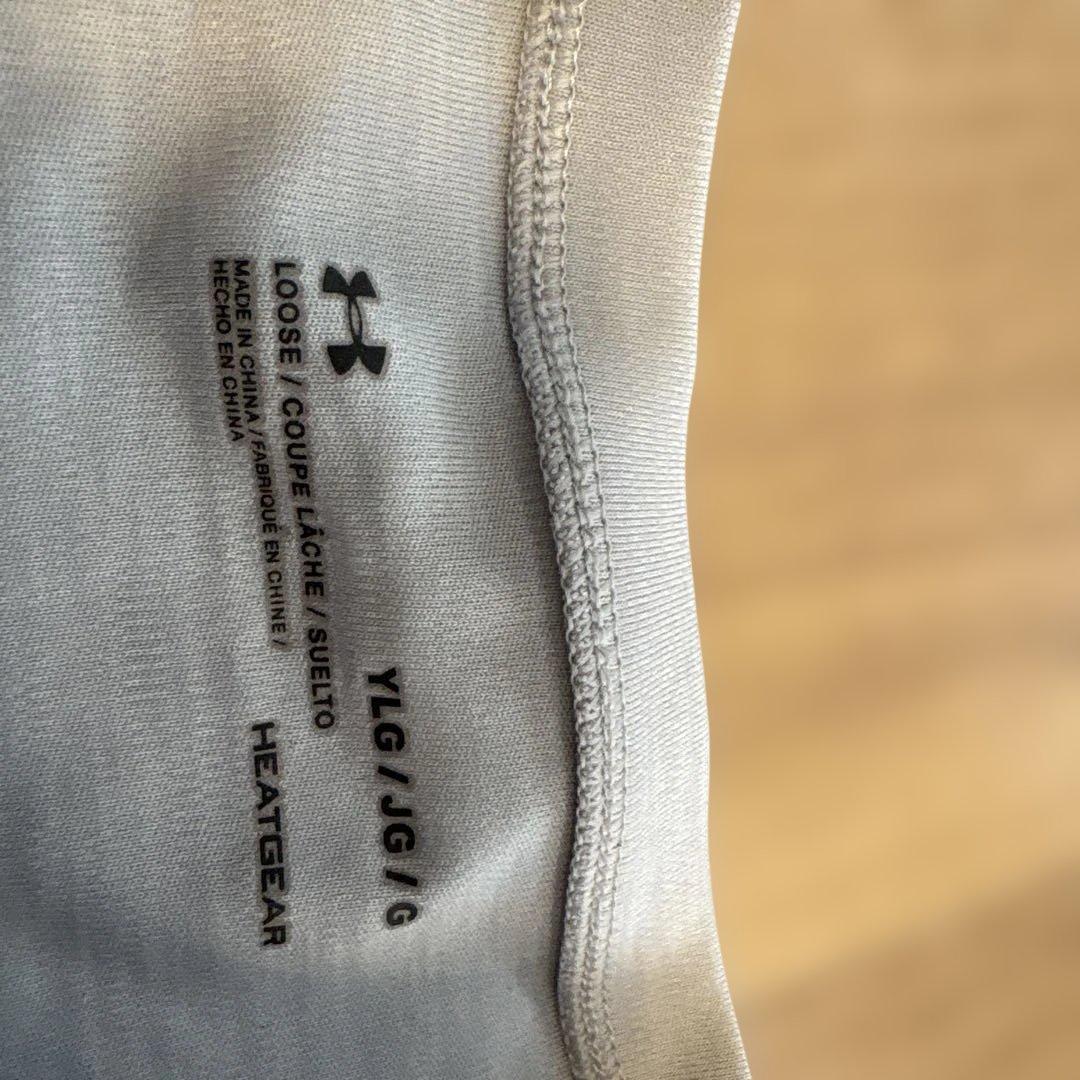 YLG / JG / G
LOOSE / COUPE LÂCHE / SUELTO
MADE IN CHINA / FABRIQUÉ EN CHINE /
HECHO EN CHINA
HEATGEAR